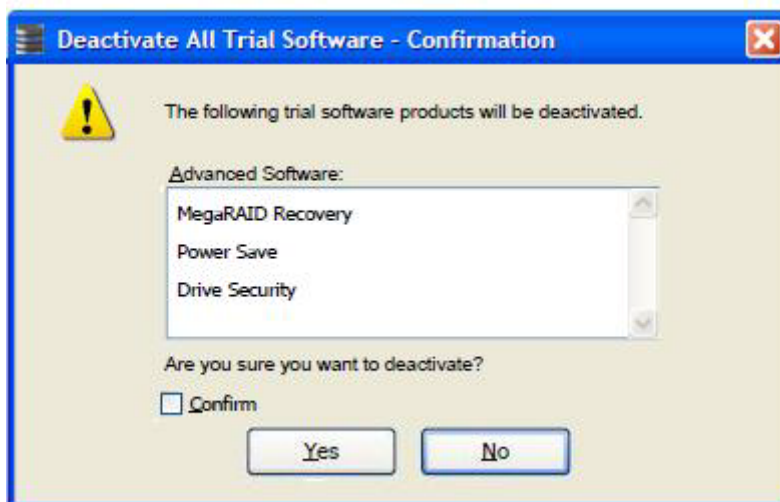 Deactivate All Trial Software - Confirmation
The following trial software products will be deactivated.
Advanced Software:
MegaRAID Recovery
Power Save
Drive Security
Are you sure you want to deactivate?
Confirm
Yes
No